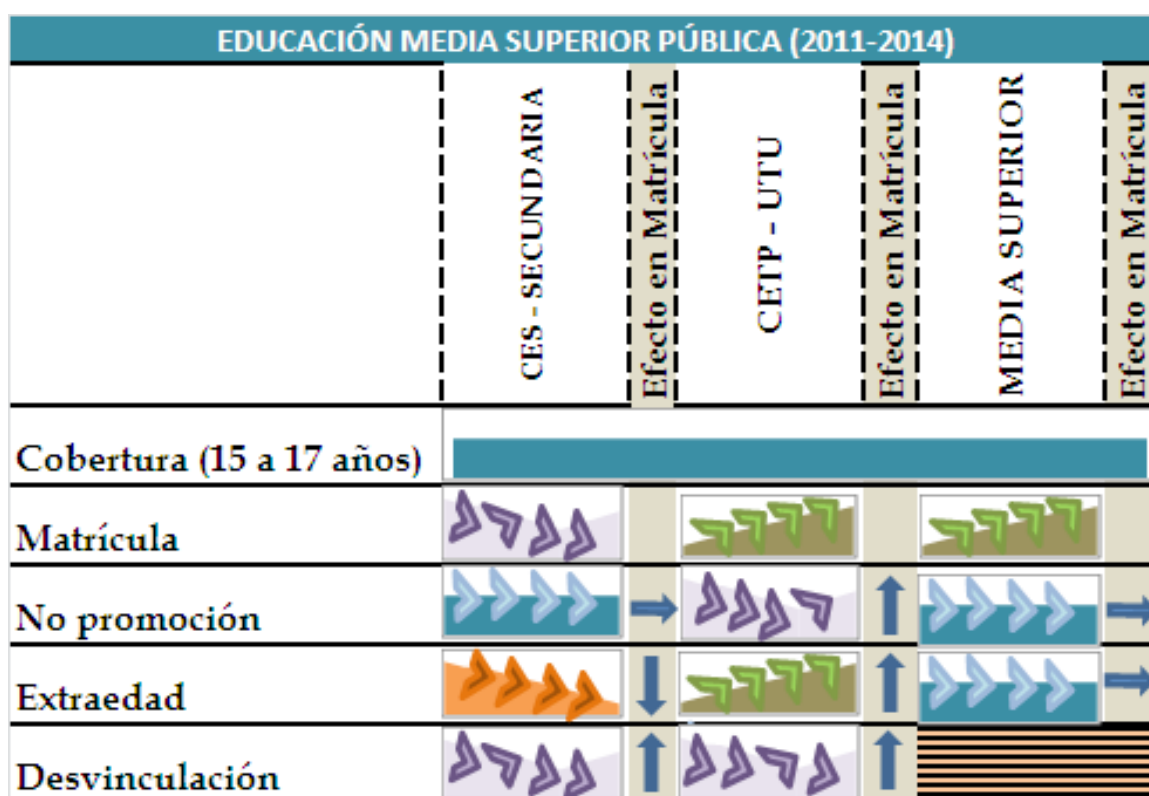 EDUCACIÓN MEDIA SUPERIOR PÚBLICA (2011-2014)
CES - SECUNDARIA
Efecto en Matrícula
CETP - UTU
Efecto en Matrícula
MEDIA SUPERIOR
Efecto en Matrícula
Cobertura (15 a 17 años)
Matrícula
No promoción
Extraedad
Desvinculación